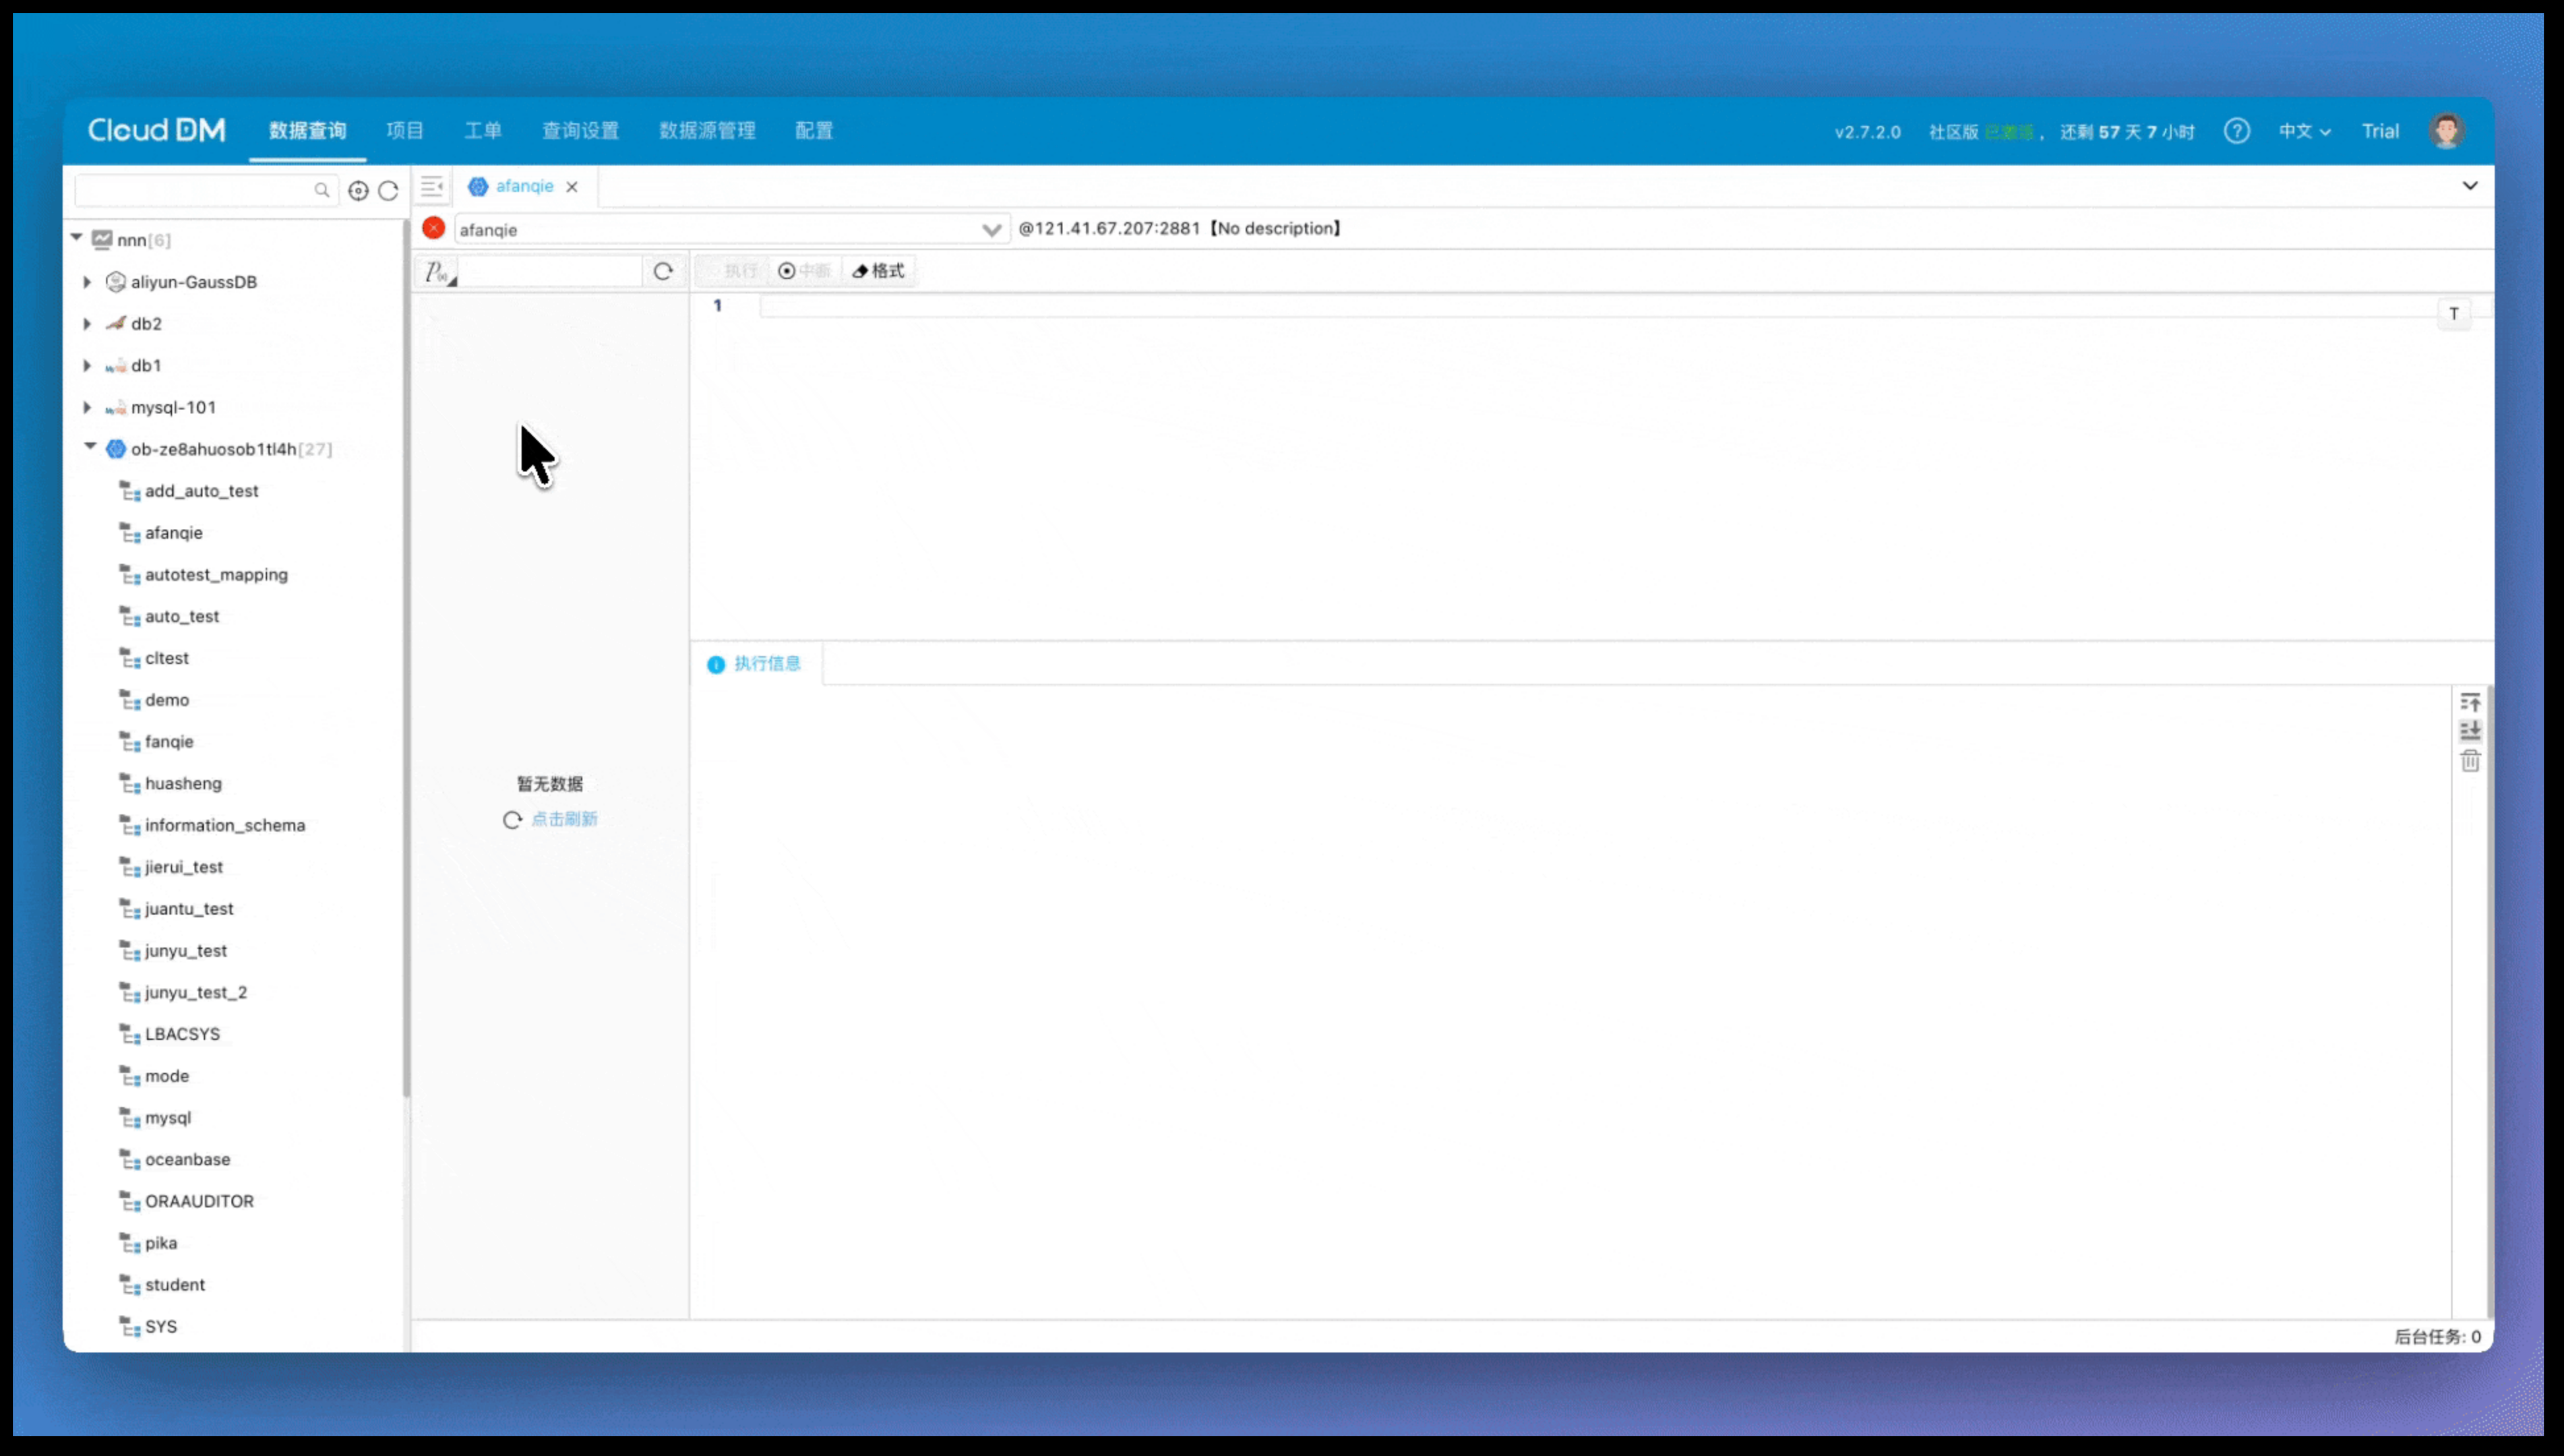 Cloud DM 数据查询 项目 工单 查询设置 数据源管理 配置 v2.7.2.0 社区版 已激活， 还剩 57 天 7 小时 ? 中文 Trial
afanqie
afanqie @121.41.67.207:2881【No description】
执行 中断 格式
nnn[6]
aliyun-GaussDB
db2
db1
mysql-101
ob-ze8ahuosob1tl4h[27]
add_auto_test
afanqie
autotest_mapping
auto_test
cltest
demo
fanqie
huasheng
information_schema
jierui_test
juantu_test
junyu_test
junyu_test_2
LBACSYS
mode
mysql
oceanbase
ORAAUDITOR
pika
student
SYS
暂无数据
点击刷新
1
T
执行信息
后台任务: 0